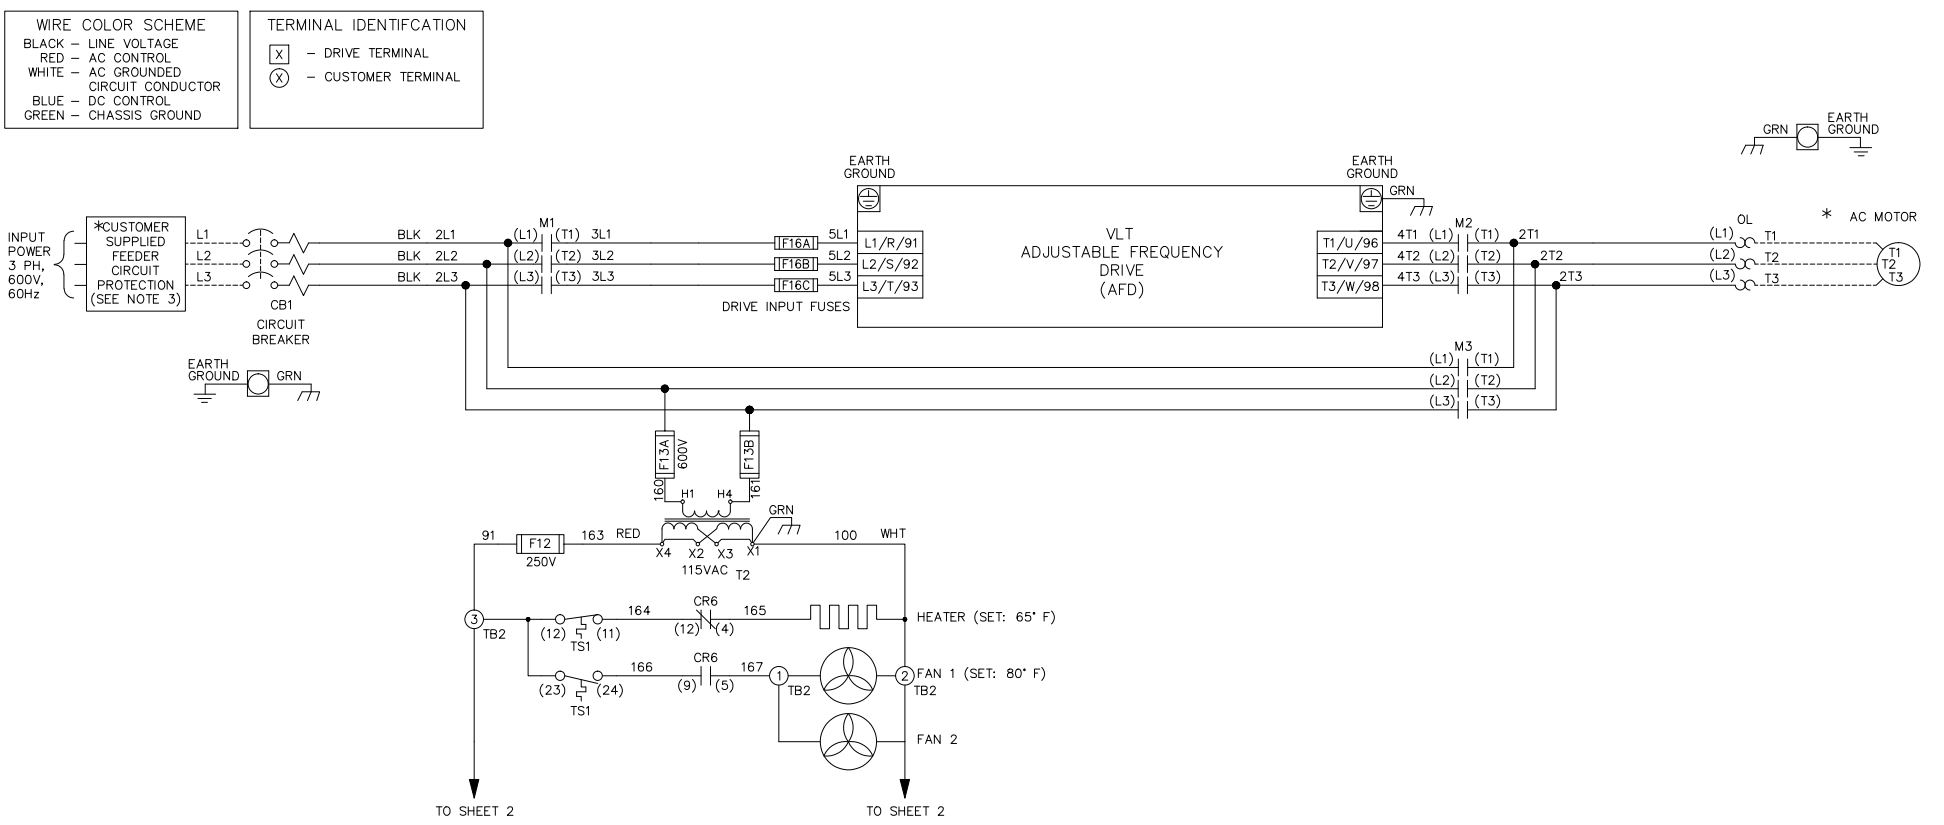 WIRE COLOR SCHEME
BLACK – LINE VOLTAGE
RED – AC CONTROL
WHITE – AC GROUNDED
CIRCUIT CONDUCTOR
BLUE – DC CONTROL
GREEN – CHASSIS GROUND
TERMINAL IDENTIFCATION
X – DRIVE TERMINAL
X – CUSTOMER TERMINAL
GRN
EARTH
GROUND
INPUT
POWER
3 PH,
600V,
60Hz
*CUSTOMER
SUPPLIED
FEEDER
CIRCUIT
PROTECTION
(SEE NOTE 3)
L1
L2
L3
CB1
CIRCUIT
BREAKER
EARTH
GROUND
GRN
BLK 2L1
BLK 2L2
BLK 2L3
M1
(L1) (T1) 3L1
(L2) (T2) 3L2
(L3) (T3) 3L3
F16A
F16B
F16C
5L1
5L2
5L3
DRIVE INPUT FUSES
EARTH
GROUND
L1/R/91
L2/S/92
L3/T/93
VLT
ADJUSTABLE FREQUENCY
DRIVE
(AFD)
EARTH
GROUND
GRN
T1/U/96
T2/V/97
T3/W/98
4T1 (L1) (T1) 2T1
4T2 (L2) (T2) 2T2
4T3 (L3) (T3) 2T3
M2
M3
(L1) (T1)
(L2) (T2)
(L3) (T3)
OL
(L1) T1
(L2) T2
(L3) T3
* AC MOTOR
T1
T2
T3
F13A
600V
F13B
160
161
H1 H4
GRN
91
F12
250V
163 RED
X4 X2 X3 X1
115VAC T2
100 WHT
3
TB2
(12) (11)
TS1
164
CR6
(12) (4)
165
HEATER (SET: 65° F)
(23) (24)
TS1
166
CR6
(9) (5)
167
1
TB2
2
TB2
FAN 1 (SET: 80° F)
FAN 2
TO SHEET 2
TO SHEET 2